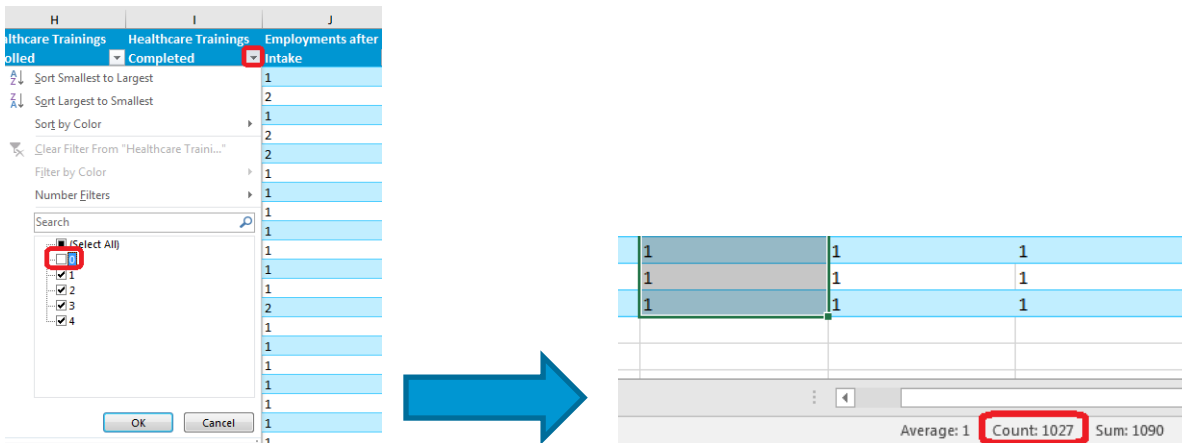 H I J
lthcare Trainings Healthcare Trainings Employments after
olled Completed Intake
Sort Smallest to Largest
Sort Largest to Smallest
Sort by Color
Clear Filter From "Healthcare Traini..."
Filter by Color
Number Filters
Search
(Select All)
0
1
2
3
4
OK Cancel
1
2
1
2
2
1
1
1
1
1
1
1
2
1
1
1
1
1
1
1
1 1 1
1 1 1
1 1 1
Average: 1 Count: 1027 Sum: 1090